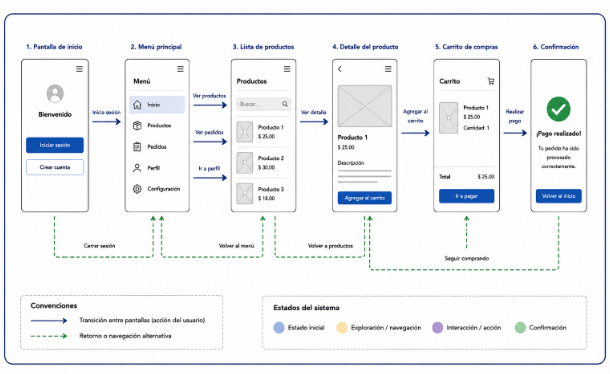 1. Pantalla de inicio
2. Menú principal
3. Lista de productos
4. Detalle del producto
5. Carrito de compras
6. Confirmación
Bienvenido
Iniciar sesión
Crear cuenta
Inicia sesión
Menú
Inicio
Productos
Pedidos
Perfil
Configuración
Ver productos
Ver pedidos
Ir a perfil
Productos
Buscar...
Producto 1
$ 25.00
Producto 2
$ 30.00
Producto 3
$ 18.00
Ver detalle
Producto 1
$ 25.00
Descripción
Agregar al carrito
Agregar al
carrito
Carrito
Producto 1
$ 25.00
Cantidad: 1
Total
$ 25.00
Ir a pagar
Realizar
pago
¡Pago realizado!
Tu pedido ha sido
procesado
correctamente.
Volver al inicio
Cerrar sesión
Volver al menú
Volver a productos
Seguir comprando
Convenciones
Transición entre pantallas (acción del usuario)
Retorno o navegación alternativa
Estados del sistema
Estado inicial
Exploración / navegación
Interacción / acción
Confirmación